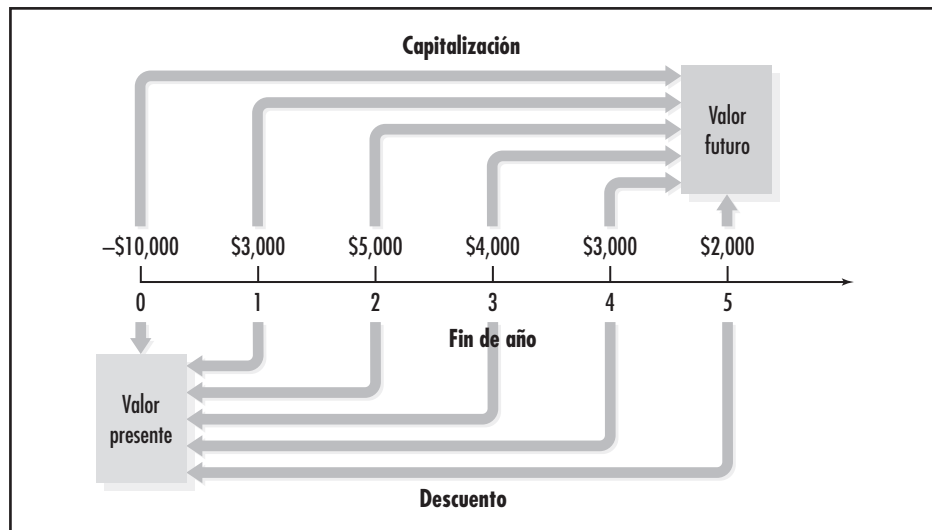 Capitalización
Valor
futuro
–$10,000 $3,000 $5,000 $4,000 $3,000 $2,000
0 1 2 3 4 5
Fin de año
Valor
presente
Descuento